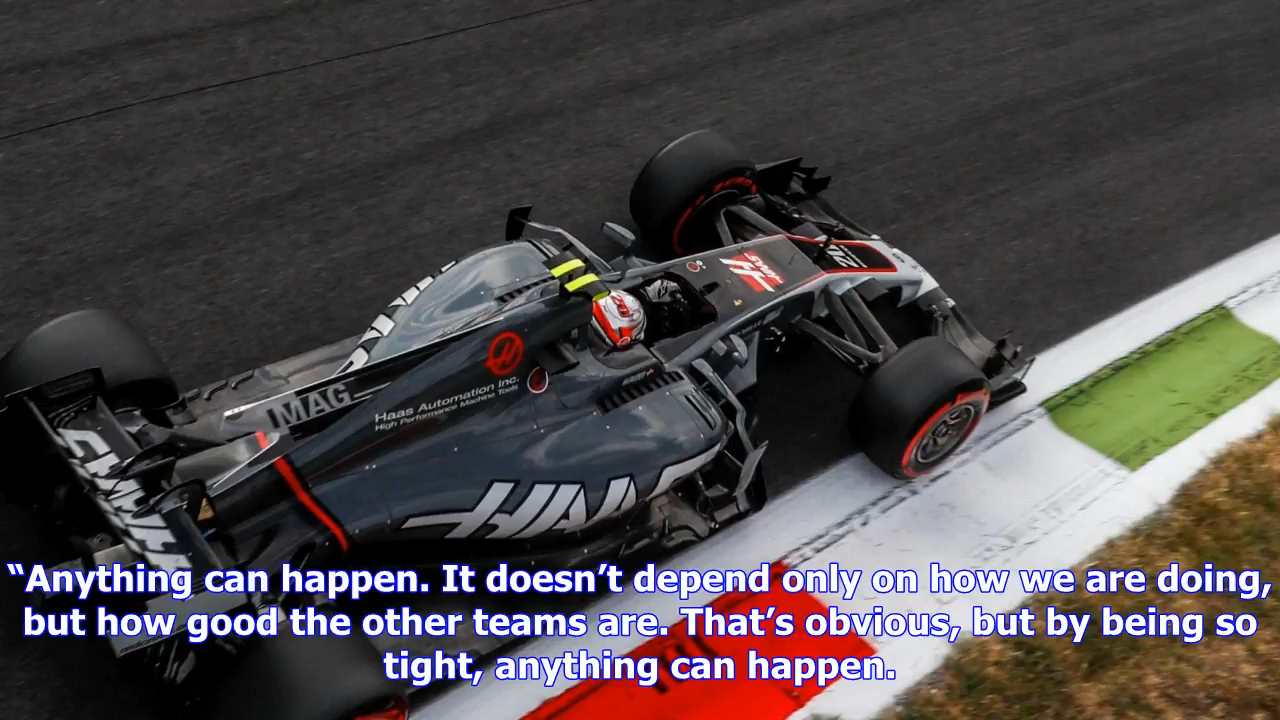 20
MAG
Haas Automation Inc.
High Performance Machine Tools
HAAS
“Anything can happen. It doesn’t depend only on how we are doing,
but how good the other teams are. That’s obvious, but by being so
tight, anything can happen.